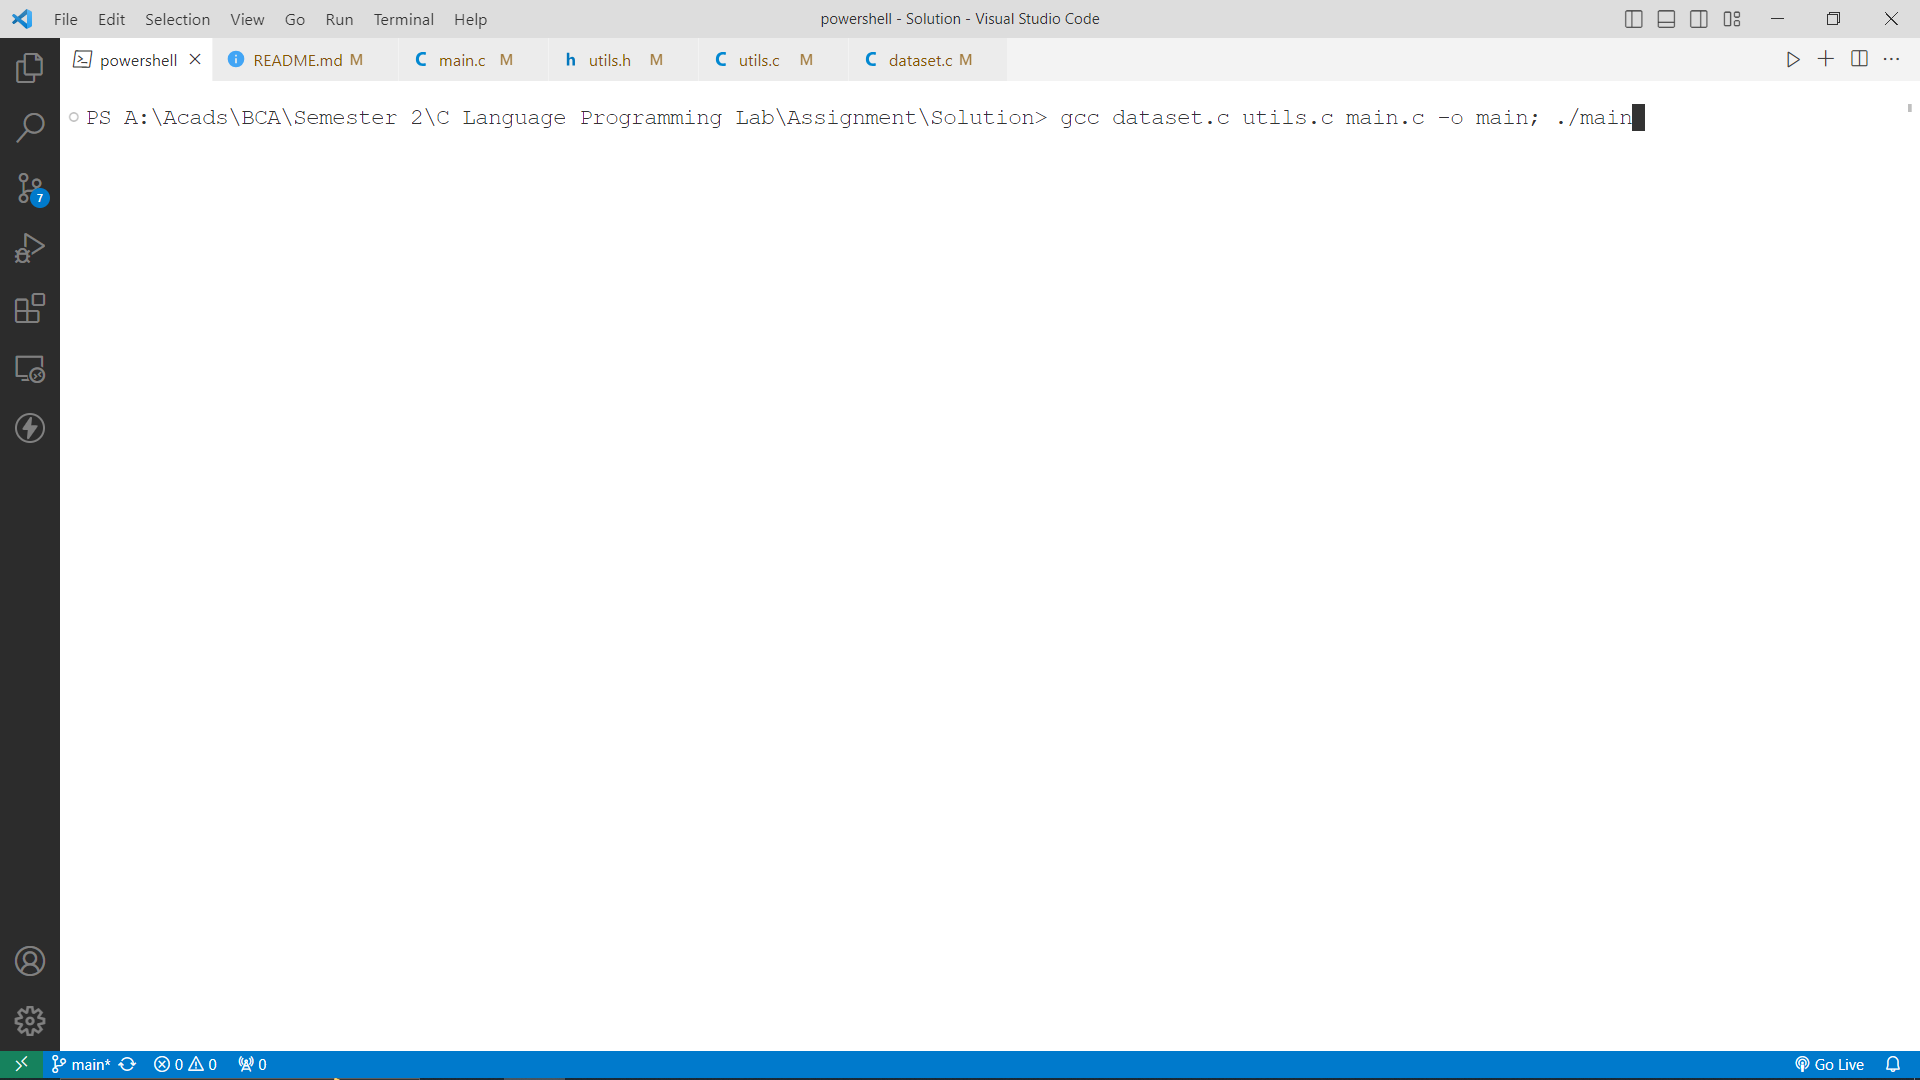 File Edit Selection View Go Run Terminal Help
powershell - Solution - Visual Studio Code
powershell README.md M C main.c M h utils.h M C utils.c M C dataset.c M
PS A:\Acads\BCA\Semester 2\C Language Programming Lab\Assignment\Solution> gcc dataset.c utils.c main.c -o main; ./main
7
main* 0 0 0 Go Live